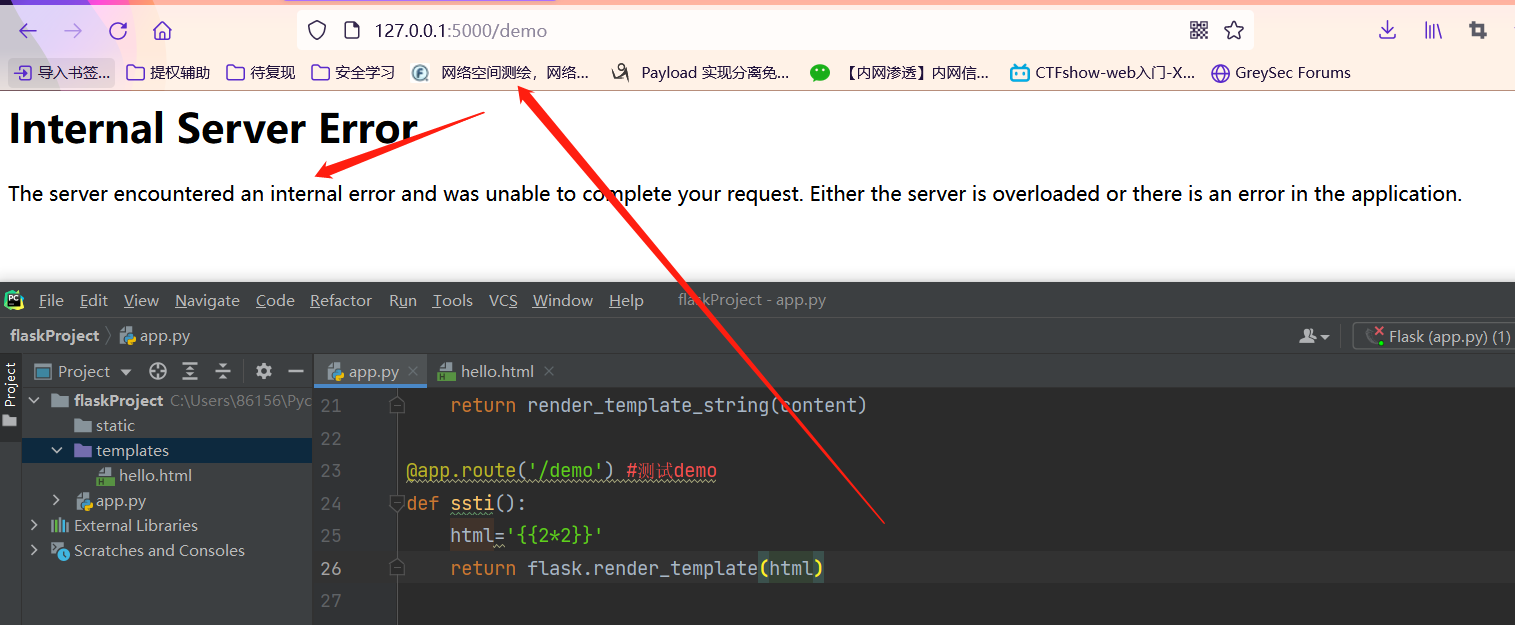 127.0.0.1:5000/demo
导入书签... 提权辅助 待复现 安全学习 网络空间测绘，网络... Payload 实现分离免... 【内网渗透】内网信... CTFshow-web入门-X... GreySec Forums
Internal Server Error
The server encountered an internal error and was unable to complete your request. Either the server is overloaded or there is an error in the application.
PC File Edit View Navigate Code Refactor Run Tools VCS Window Help flaskProject - app.py
flaskProject app.py Flask (app.py) (1)
Project app.py hello.html
Project
flaskProject C:\Users\86156\Pyc
static
templates
hello.html
app.py
External Libraries
Scratches and Consoles
21 return render_template_string(content)
22
23 @app.route('/demo') #测试demo
24 def ssti():
25 html='{{2*2}}'
26 return flask.render_template(html)
27